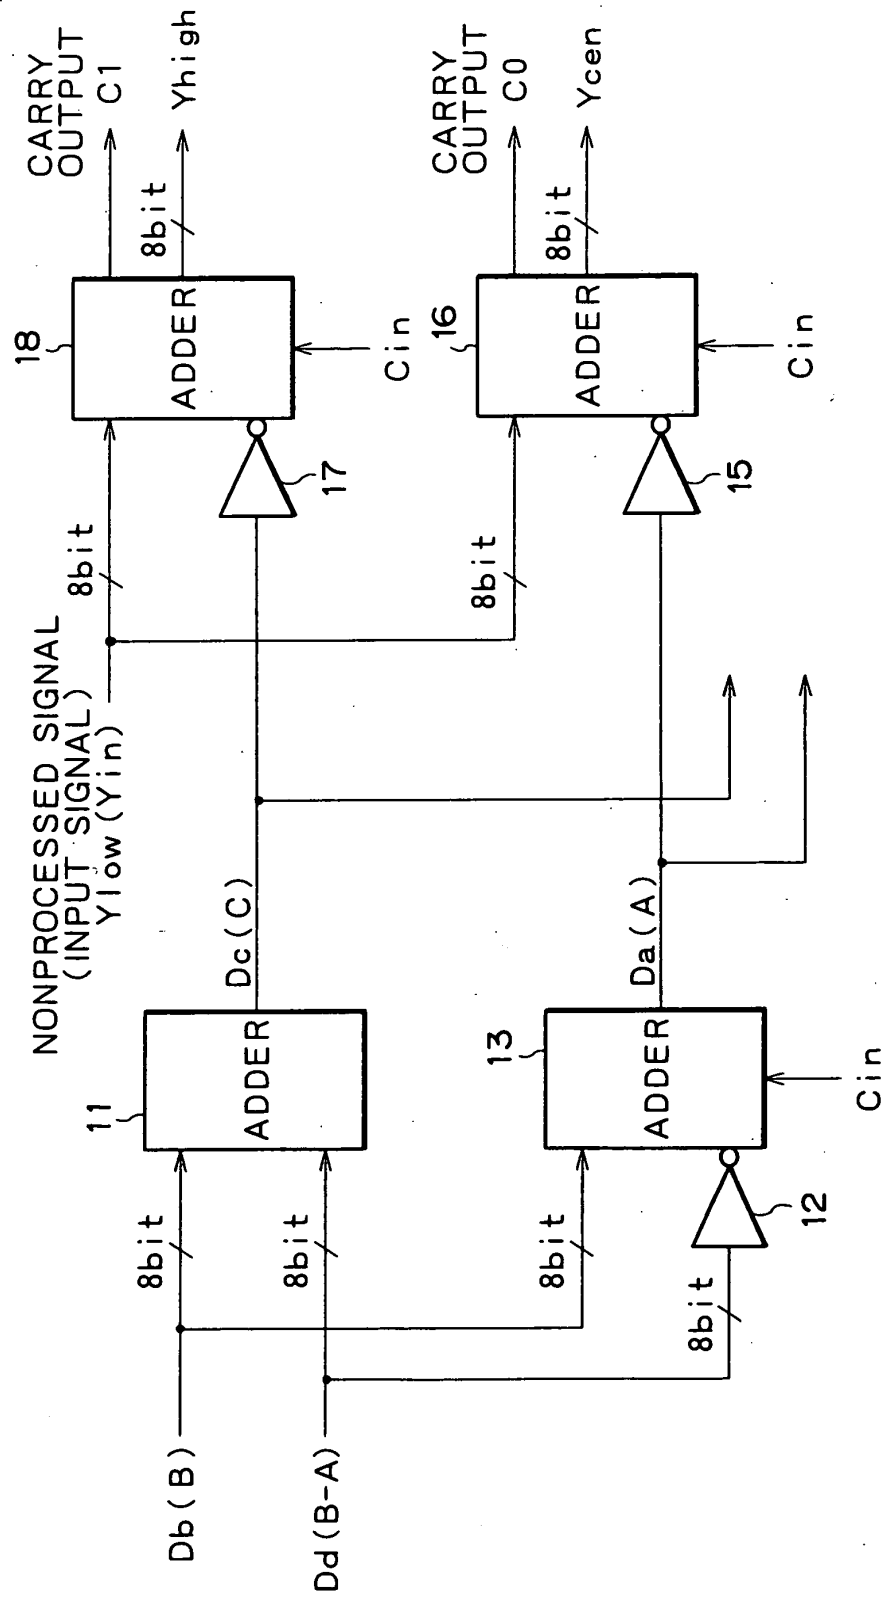 NONPROCESSED SIGNAL
(INPUT SIGNAL)
Ylow(Yin)
Db(B)
8bit
Dd(B-A)
8bit
11
ADDER
Dc(C)
8bit
17
18
ADDER
Cin
CARRY
OUTPUT
C1
8bit
Yhigh
8bit
8bit
12
13
ADDER
Cin
Da(A)
8bit
15
16
ADDER
Cin
CARRY
OUTPUT
C0
8bit
Ycen